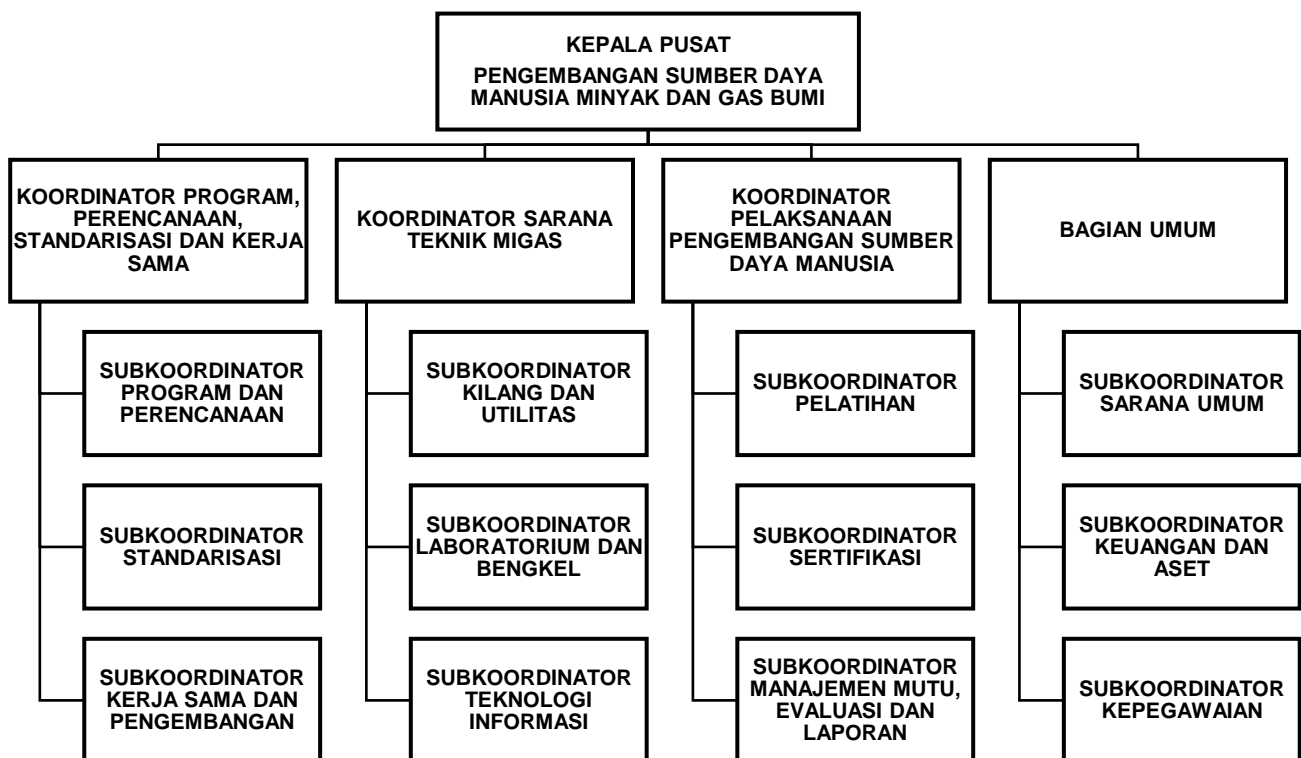 KEPALA PUSAT
PENGEMBANGAN SUMBER DAYA
MANUSIA MINYAK DAN GAS BUMI
KOORDINATOR PROGRAM,
PERENCANAAN,
STANDARISASI DAN KERJA
SAMA
KOORDINATOR SARANA
TEKNIK MIGAS
KOORDINATOR
PELAKSANAAN
PENGEMBANGAN SUMBER
DAYA MANUSIA
BAGIAN UMUM
SUBKOORDINATOR
PROGRAM DAN
PERENCANAAN
SUBKOORDINATOR
KILANG DAN
UTILITAS
SUBKOORDINATOR
PELATIHAN
SUBKOORDINATOR
SARANA UMUM
SUBKOORDINATOR
STANDARISASI
SUBKOORDINATOR
LABORATORIUM DAN
BENGKEL
SUBKOORDINATOR
SERTIFIKASI
SUBKOORDINATOR
KEUANGAN DAN
ASET
SUBKOORDINATOR
KERJA SAMA DAN
PENGEMBANGAN
SUBKOORDINATOR
TEKNOLOGI
INFORMASI
SUBKOORDINATOR
MANAJEMEN MUTU,
EVALUASI DAN
LAPORAN
SUBKOORDINATOR
KEPEGAWAIAN